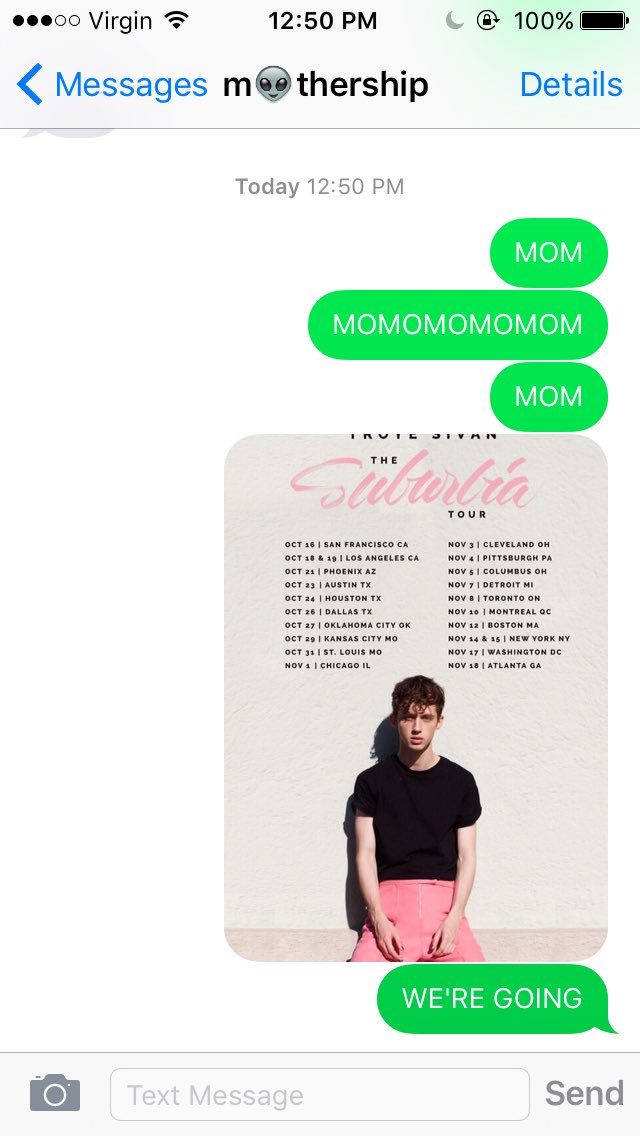 Virgin 12:50 PM 100%
Messages m👽thership Details
Today 12:50 PM
MOM
MOMOMOMOMOM
MOM
TROYE SIVAN
THE
Suburbia
TOUR
OCT 16 | SAN FRANCISCO CA
OCT 18 & 19 | LOS ANGELES CA
OCT 21 | PHOENIX AZ
OCT 23 | AUSTIN TX
OCT 24 | HOUSTON TX
OCT 26 | DALLAS TX
OCT 27 | OKLAHOMA CITY OK
OCT 29 | KANSAS CITY MO
OCT 31 | ST. LOUIS MO
NOV 1 | CHICAGO IL
NOV 3 | CLEVELAND OH
NOV 4 | PITTSBURGH PA
NOV 5 | COLUMBUS OH
NOV 7 | DETROIT MI
NOV 8 | TORONTO ON
NOV 10 | MONTREAL QC
NOV 12 | BOSTON MA
NOV 14 & 15 | NEW YORK NY
NOV 17 | WASHINGTON DC
NOV 18 | ATLANTA GA
WE'RE GOING
Text Message Send